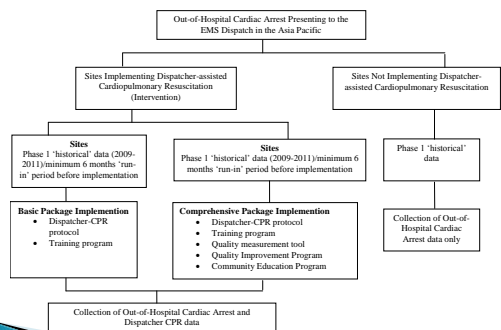 Out-of-Hospital Cardiac Arrest Presenting to the
EMS Dispatch in the Asia Pacific
Sites Implementing Dispatcher-assisted
Cardiopulmonary Resuscitation
(Intervention)
Sites Not Implementing Dispatcher-
assisted Cardiopulmonary Resuscitation
Sites
Phase 1 'historical' data (2009-
2011)/minimum 6 months 'run-
in' period before implementation
Sites
Phase 1 'historical' data (2009-2011)/minimum 6
months 'run-in' period before implementation
Phase 1 'historical'
data
Basic Package Implemention
• Dispatcher-CPR
protocol
• Training program
Comprehensive Package Implemention
• Dispatcher-CPR protocol
• Training program
• Quality measurement tool
• Quality Improvement Program
• Community Education Program
Collection of Out-of-
Hospital Cardiac
Arrest data only
Collection of Out-of-Hospital Cardiac Arrest and
Dispatcher CPR data